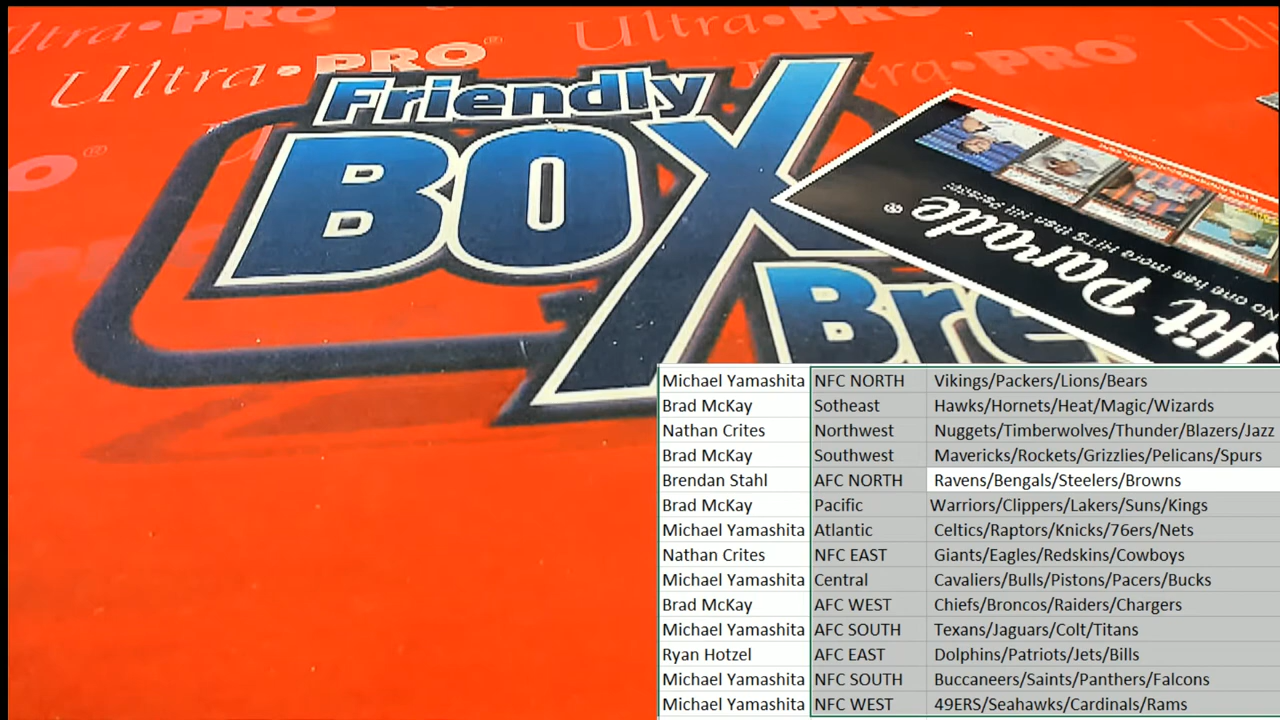 Ultra•PRO
Ultra•PRO®
Ultra•PRO
PRO®
Friendly
BOX
Bre
Hit Parade®
No one has more HITS than Hit Parade!
Michael Yamashita NFC NORTH Vikings/Packers/Lions/Bears
Brad McKay Sotheast Hawks/Hornets/Heat/Magic/Wizards
Nathan Crites Northwest Nuggets/Timberwolves/Thunder/Blazers/Jazz
Brad McKay Southwest Mavericks/Rockets/Grizzlies/Pelicans/Spurs
Brendan Stahl AFC NORTH Ravens/Bengals/Steelers/Browns
Brad McKay Pacific Warriors/Clippers/Lakers/Suns/Kings
Michael Yamashita Atlantic Celtics/Raptors/Knicks/76ers/Nets
Nathan Crites NFC EAST Giants/Eagles/Redskins/Cowboys
Michael Yamashita Central Cavaliers/Bulls/Pistons/Pacers/Bucks
Brad McKay AFC WEST Chiefs/Broncos/Raiders/Chargers
Michael Yamashita AFC SOUTH Texans/Jaguars/Colt/Titans
Ryan Hotzel AFC EAST Dolphins/Patriots/Jets/Bills
Michael Yamashita NFC SOUTH Buccaneers/Saints/Panthers/Falcons
Michael Yamashita NFC WEST 49ERS/Seahawks/Cardinals/Rams